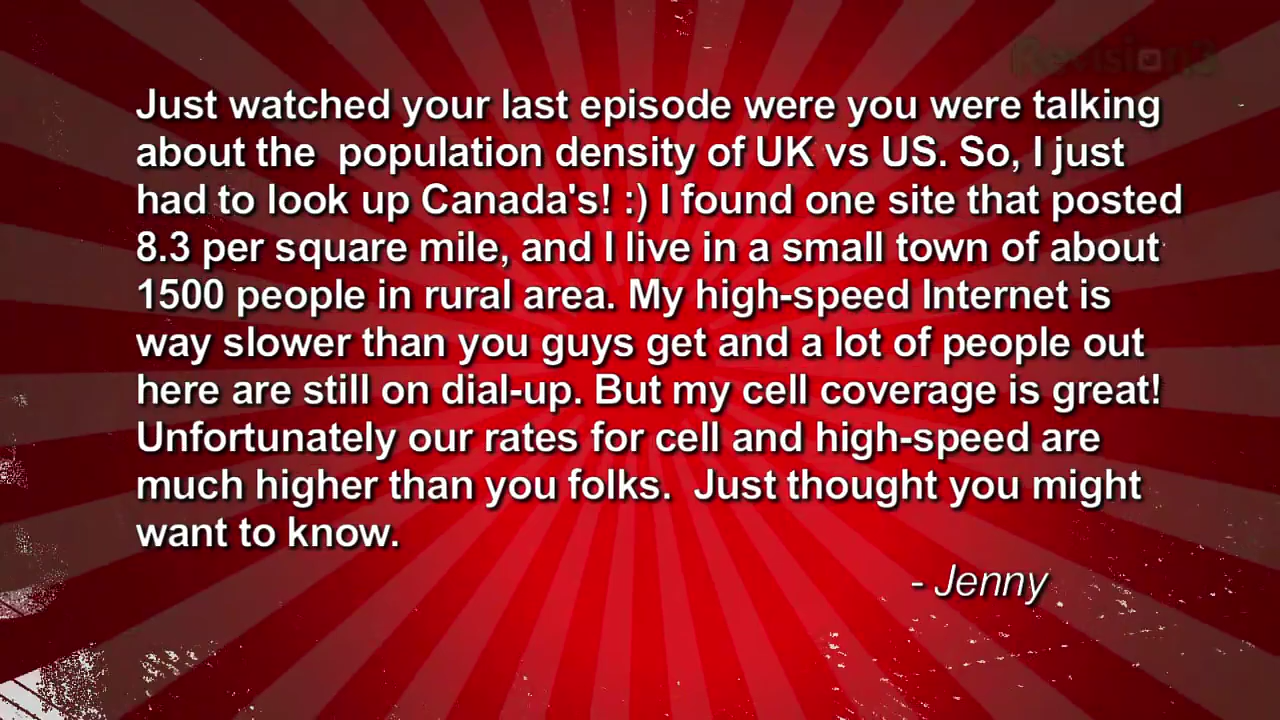 Revision3
Just watched your last episode were you were talking
about the  population density of UK vs US. So, I just
had to look up Canada's! :) I found one site that posted
8.3 per square mile, and I live in a small town of about
1500 people in rural area. My high-speed Internet is
way slower than you guys get and a lot of people out
here are still on dial-up. But my cell coverage is great!
Unfortunately our rates for cell and high-speed are
much higher than you folks.  Just thought you might
want to know.
- Jenny